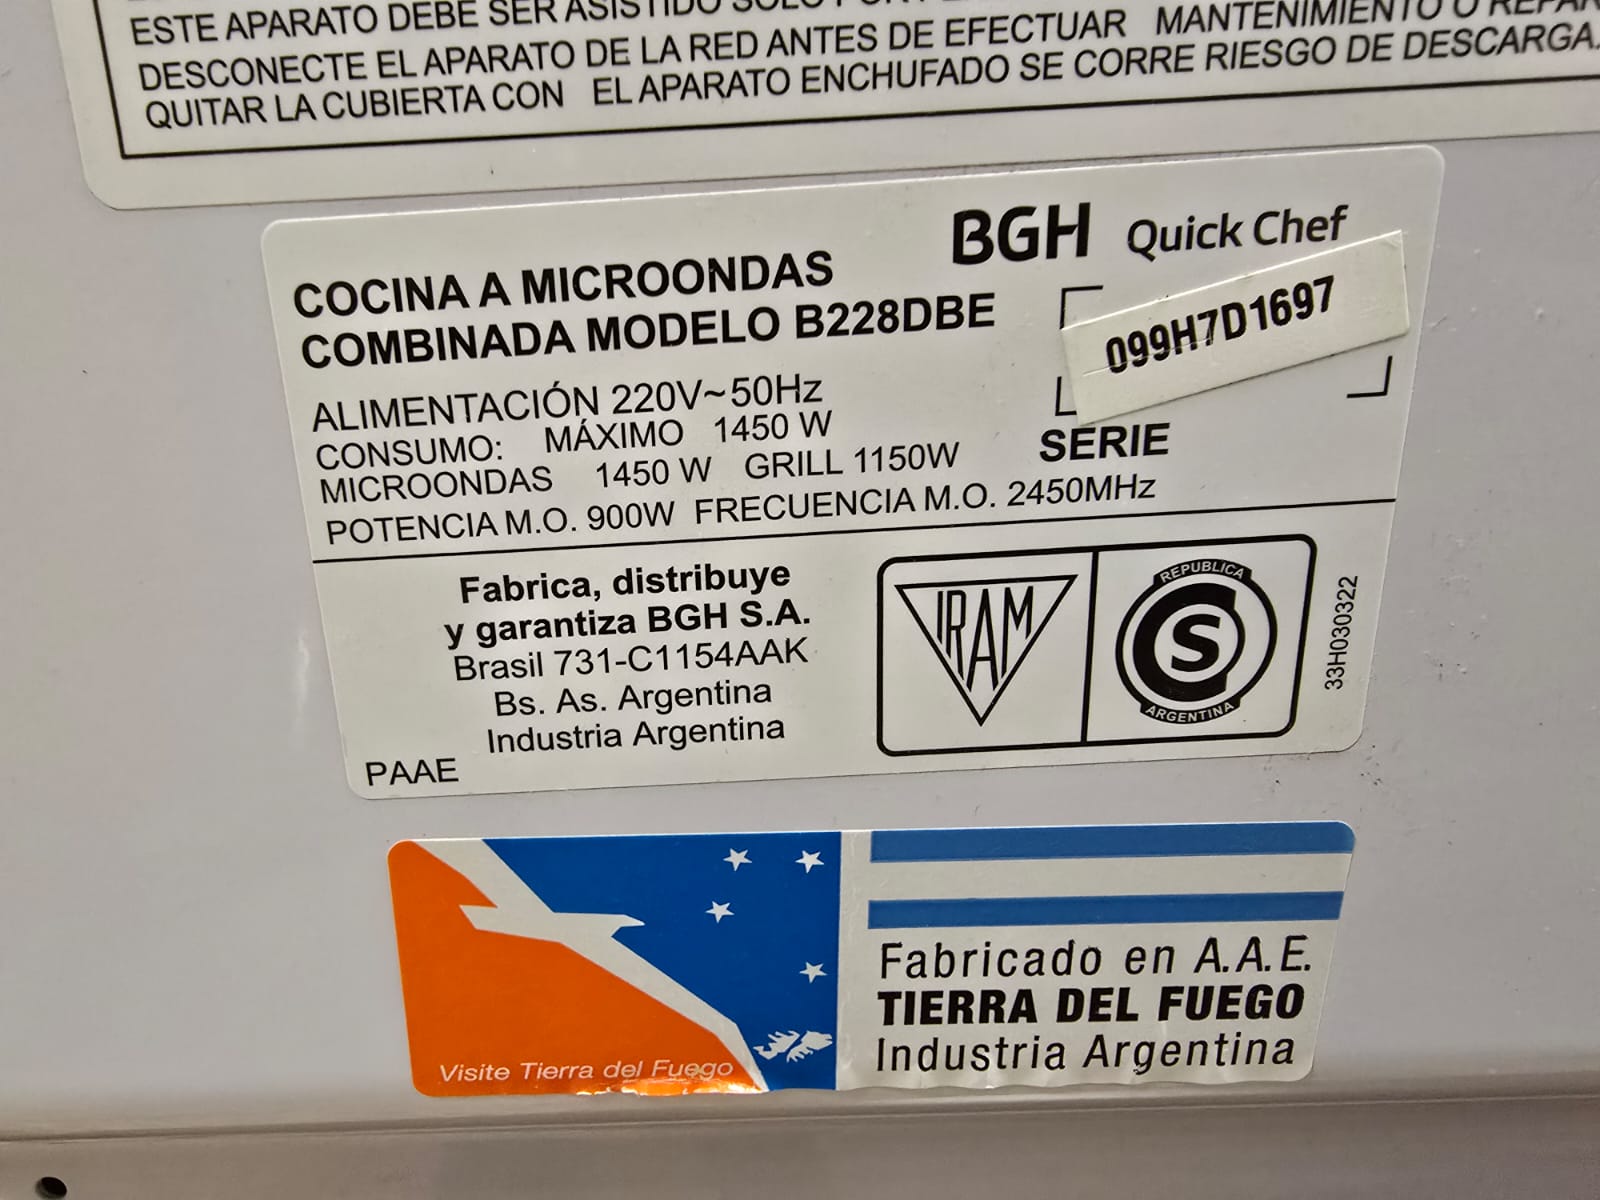 ESTE APARATO DEBE SER ASISTIDO SOLO POR
DESCONECTE EL APARATO DE LA RED ANTES DE EFECTUAR MANTENIMIENTO O
QUITAR LA CUBIERTA CON EL APARATO ENCHUFADO SE CORRE RIESGO DE DESCARGA.
BGH Quick Chef
COCINA A MICROONDAS
COMBINADA MODELO B228DBE
099H7D1697
ALIMENTACIÓN 220V~50Hz
CONSUMO: MÁXIMO 1450 W
MICROONDAS 1450 W GRILL 1150W
SERIE
POTENCIA M.O. 900W FRECUENCIA M.O. 2450MHz
Fabrica, distribuye
y garantiza BGH S.A.
Brasil 731-C1154AAK
Bs. As. Argentina
Industria Argentina
PAAE
IRAM
REPUBLICA
S
ARGENTINA
33H030322
Visite Tierra del Fuego
Fabricado en A.A.E.
TIERRA DEL FUEGO
Industria Argentina